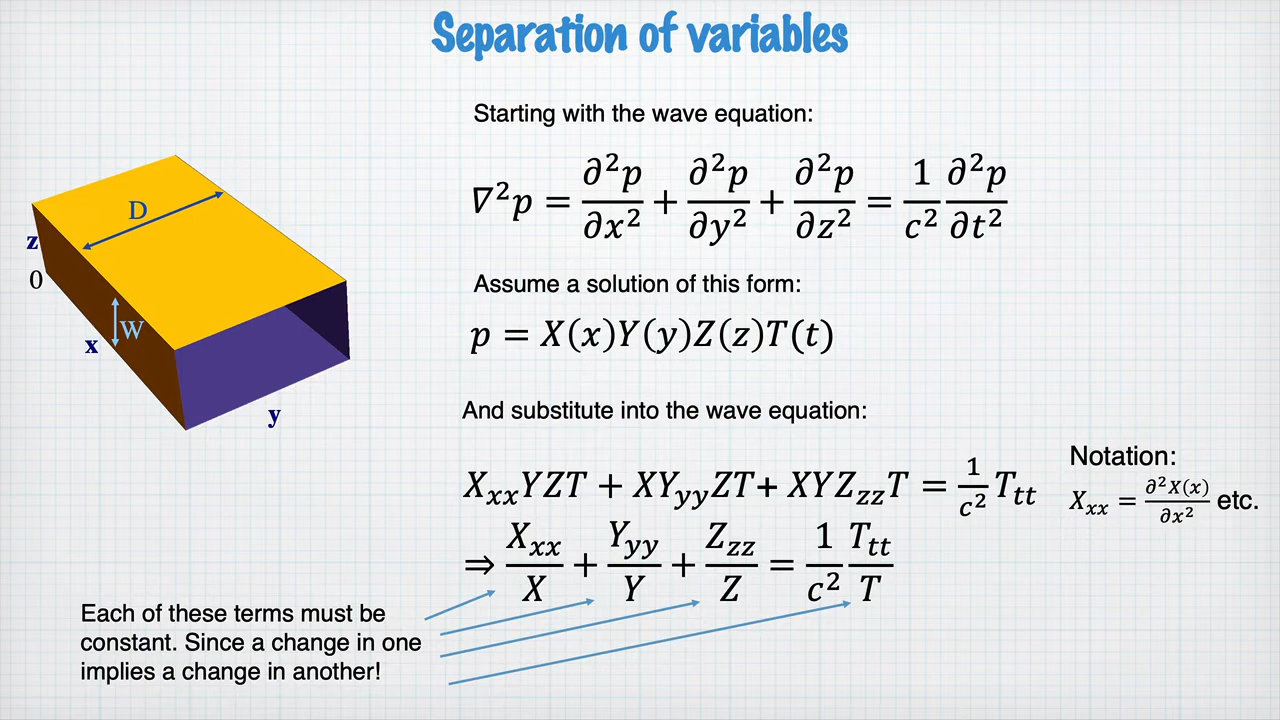 Separation of variables
Starting with the wave equation:
∇²p = ∂²p/∂x² + ∂²p/∂y² + ∂²p/∂z² = 1/c² ∂²p/∂t²
Assume a solution of this form:
p = X(x)Y(y)Z(z)T(t)
And substitute into the wave equation:
X_xx YZT + XY_yy ZT + XYZ_zz T = 1/c² T_tt
Notation:
X_xx = ∂²X(x)/∂x² etc.
⇒ X_xx/X + Y_yy/Y + Z_zz/Z = 1/c² T_tt/T
Each of these terms must be
constant. Since a change in one
implies a change in another!
D
z
0
W
x
y